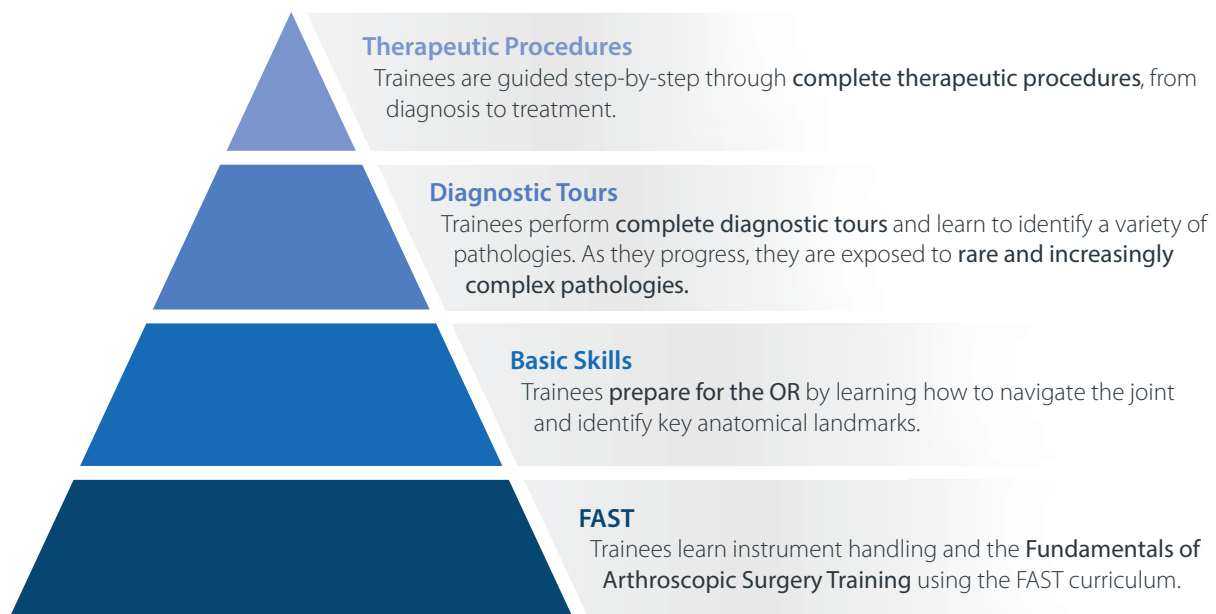 Therapeutic Procedures
Trainees are guided step-by-step through complete therapeutic procedures, from
diagnosis to treatment.
Diagnostic Tours
Trainees perform complete diagnostic tours and learn to identify a variety of
pathologies. As they progress, they are exposed to rare and increasingly
complex pathologies.
Basic Skills
Trainees prepare for the OR by learning how to navigate the joint
and identify key anatomical landmarks.
FAST
Trainees learn instrument handling and the Fundamentals of
Arthroscopic Surgery Training using the FAST curriculum.